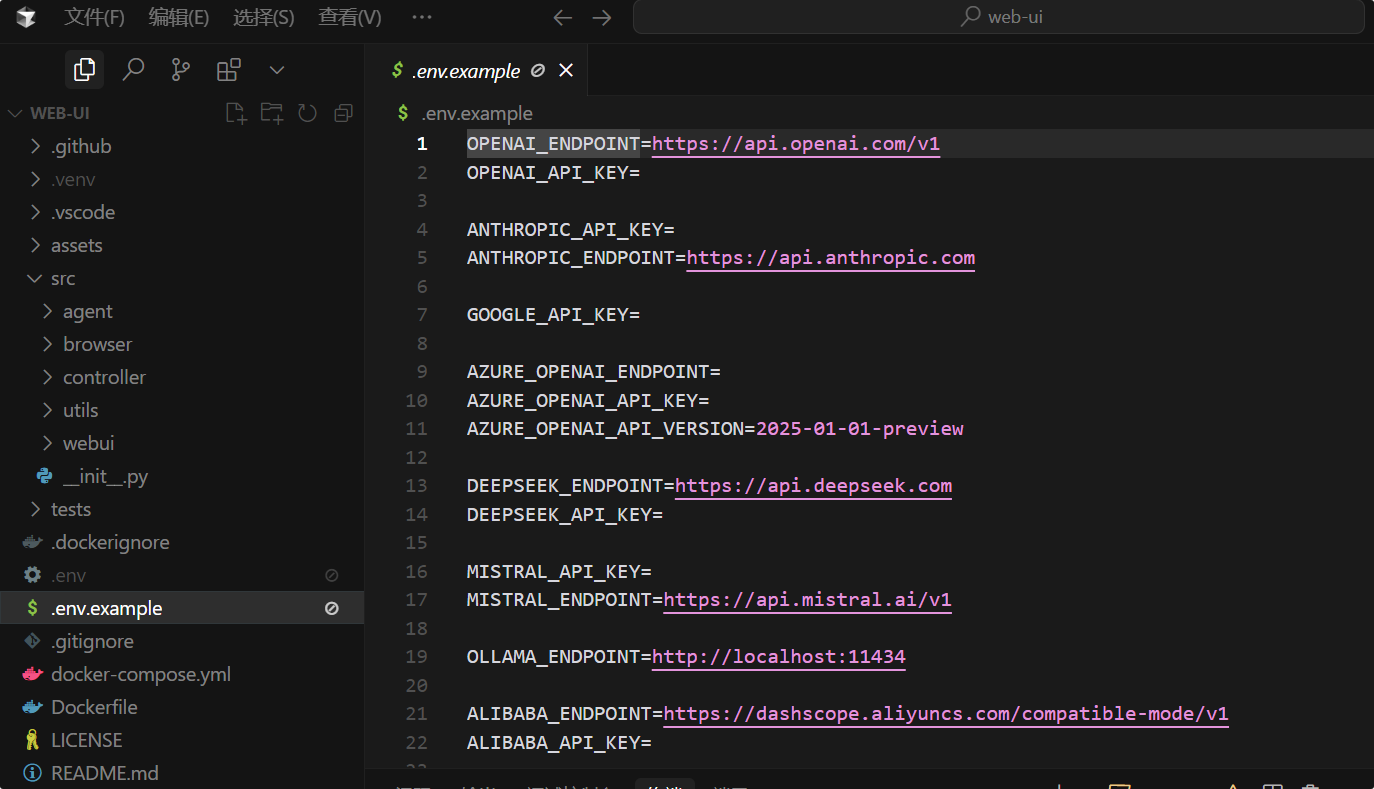 文件(F) 编辑(E) 选择(S) 查看(V) ··· web-ui
.env.example
WEB-UI
.github
.venv
.vscode
assets
src
agent
browser
controller
utils
webui
__init__.py
tests
.dockerignore
.env
.env.example
.gitignore
docker-compose.yml
Dockerfile
LICENSE
README.md
$ .env.example
1 OPENAI_ENDPOINT=https://api.openai.com/v1
2 OPENAI_API_KEY=
3
4 ANTHROPIC_API_KEY=
5 ANTHROPIC_ENDPOINT=https://api.anthropic.com
6
7 GOOGLE_API_KEY=
8
9 AZURE_OPENAI_ENDPOINT=
10 AZURE_OPENAI_API_KEY=
11 AZURE_OPENAI_API_VERSION=2025-01-01-preview
12
13 DEEPSEEK_ENDPOINT=https://api.deepseek.com
14 DEEPSEEK_API_KEY=
15
16 MISTRAL_API_KEY=
17 MISTRAL_ENDPOINT=https://api.mistral.ai/v1
18
19 OLLAMA_ENDPOINT=http://localhost:11434
20
21 ALIBABA_ENDPOINT=https://dashscope.aliyuncs.com/compatible-mode/v1
22 ALIBABA_API_KEY=